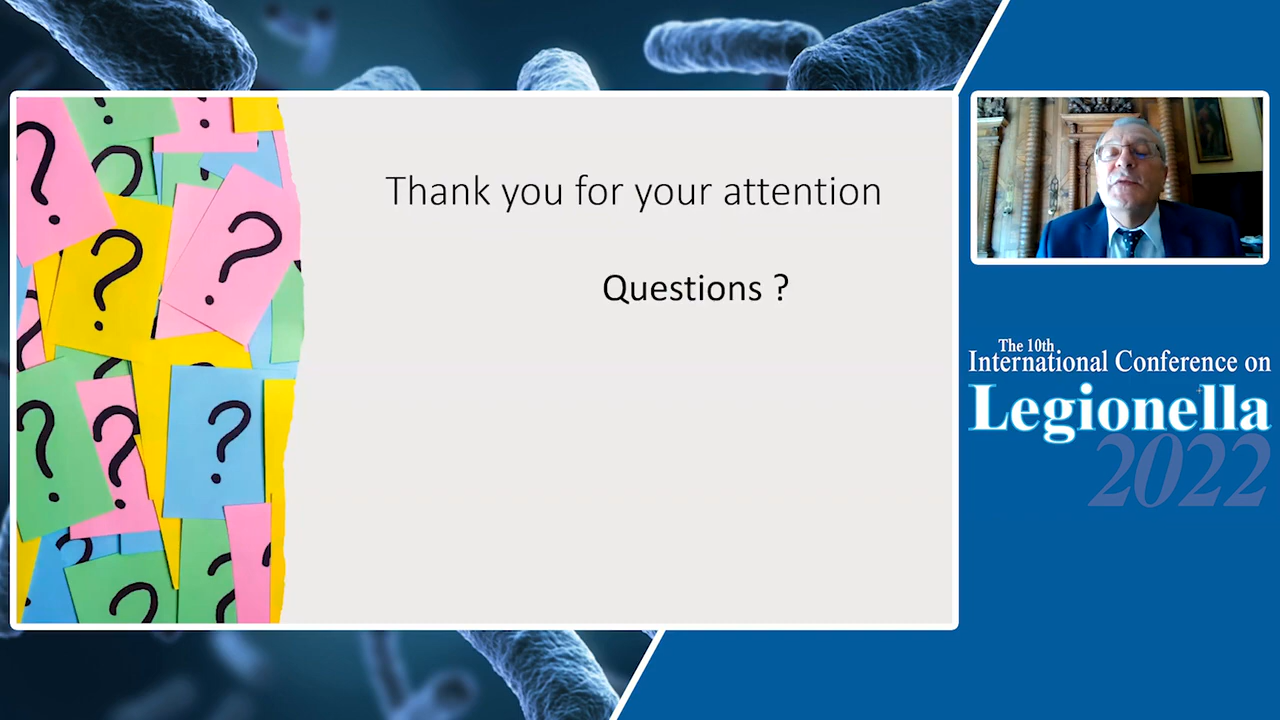 Thank you for your attention
Questions ?
The 10th
International Conference on
Legionella
2022